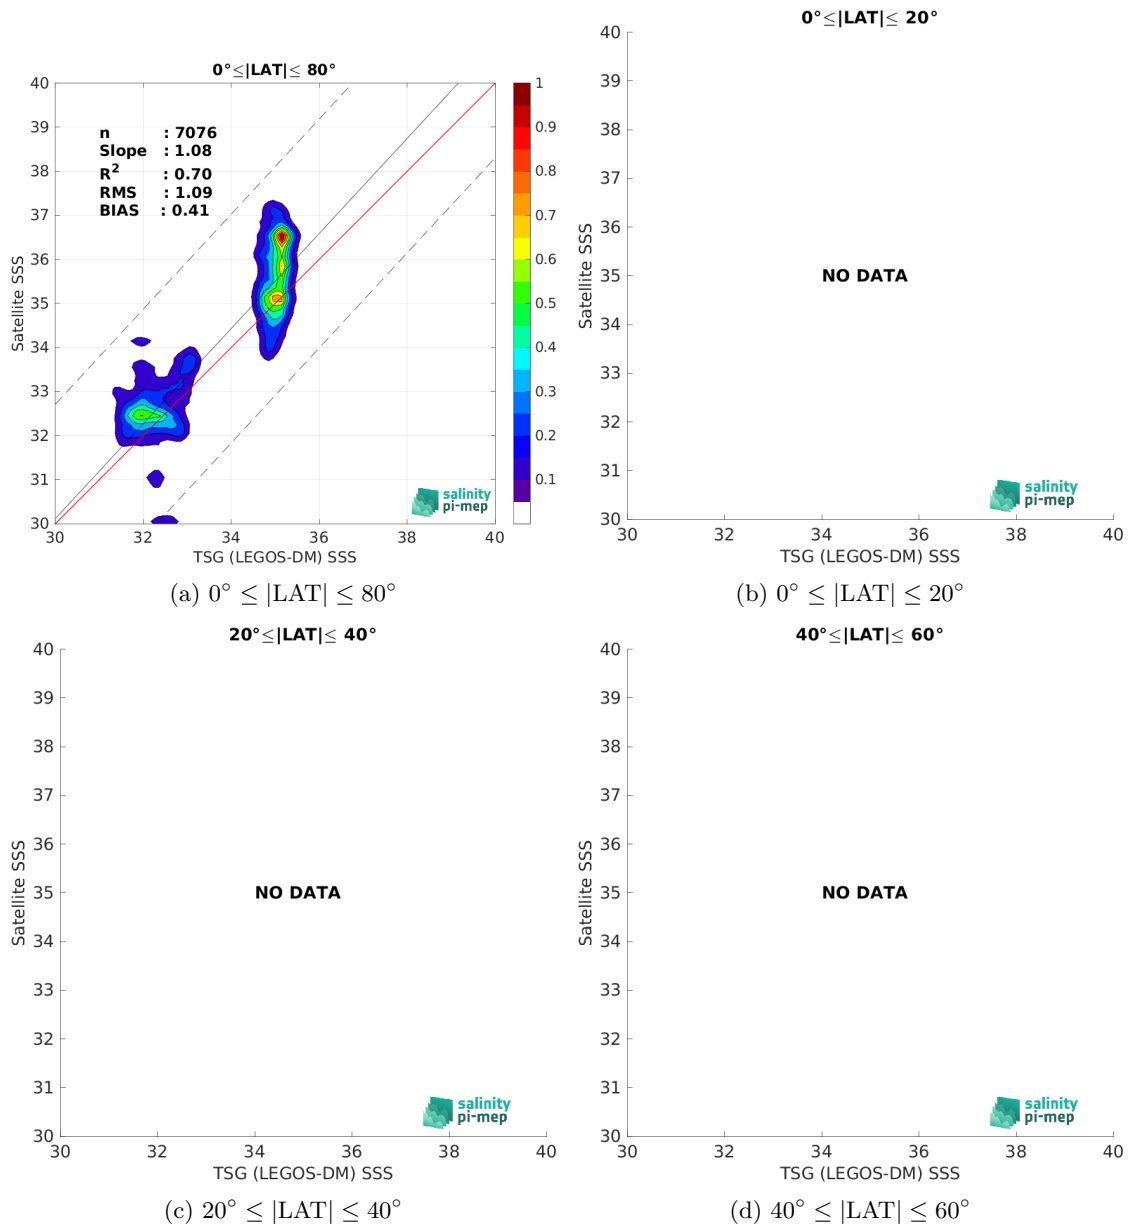 0°≤|LAT|≤ 80°
40
39
38
37
36
35
34
33
32
31
30
Satellite SSS
n : 7076
Slope : 1.08
R² : 0.70
RMS : 1.09
BIAS : 0.41
salinity
pi-mep
30 32 34 36 38 40
TSG (LEGOS-DM) SSS
1
0.9
0.8
0.7
0.6
0.5
0.4
0.3
0.2
0.1
(a) 0° ≤ |LAT| ≤ 80°
0°≤|LAT|≤ 20°
40
39
38
37
36
35
34
33
32
31
30
Satellite SSS
NO DATA
salinity
pi-mep
30 32 34 36 38 40
TSG (LEGOS-DM) SSS
(b) 0° ≤ |LAT| ≤ 20°
20°≤|LAT|≤ 40°
40
39
38
37
36
35
34
33
32
31
30
Satellite SSS
NO DATA
salinity
pi-mep
30 32 34 36 38 40
TSG (LEGOS-DM) SSS
(c) 20° ≤ |LAT| ≤ 40°
40°≤|LAT|≤ 60°
40
39
38
37
36
35
34
33
32
31
30
Satellite SSS
NO DATA
salinity
pi-mep
30 32 34 36 38 40
TSG (LEGOS-DM) SSS
(d) 40° ≤ |LAT| ≤ 60°